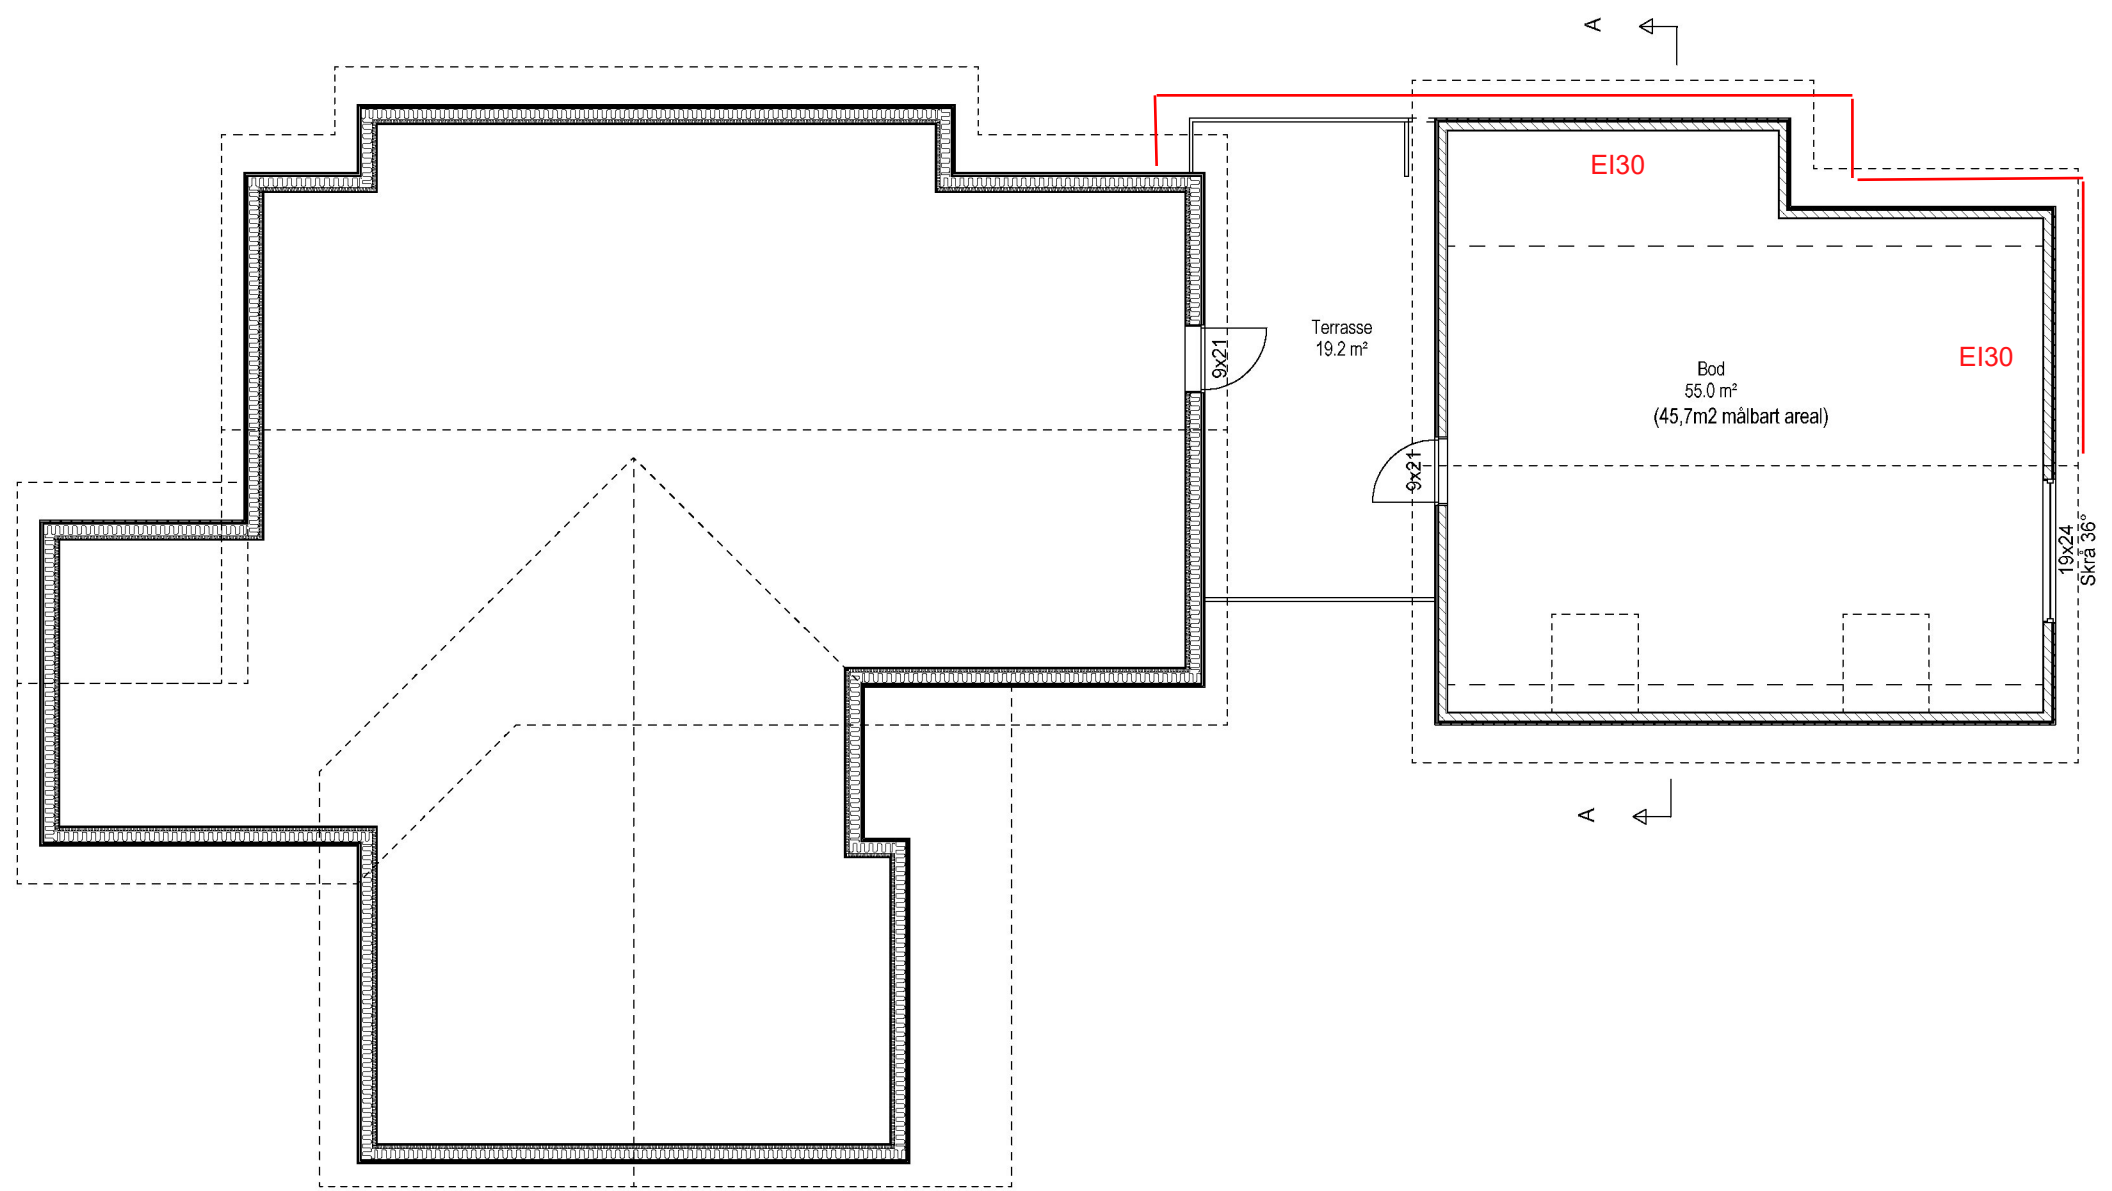 A
EI30
Terrasse
19.2 m²
9x21
EI30
Bod
55.0 m²
(45,7m2 målbart areal)
9x21
19x24
Skrå 36°
A